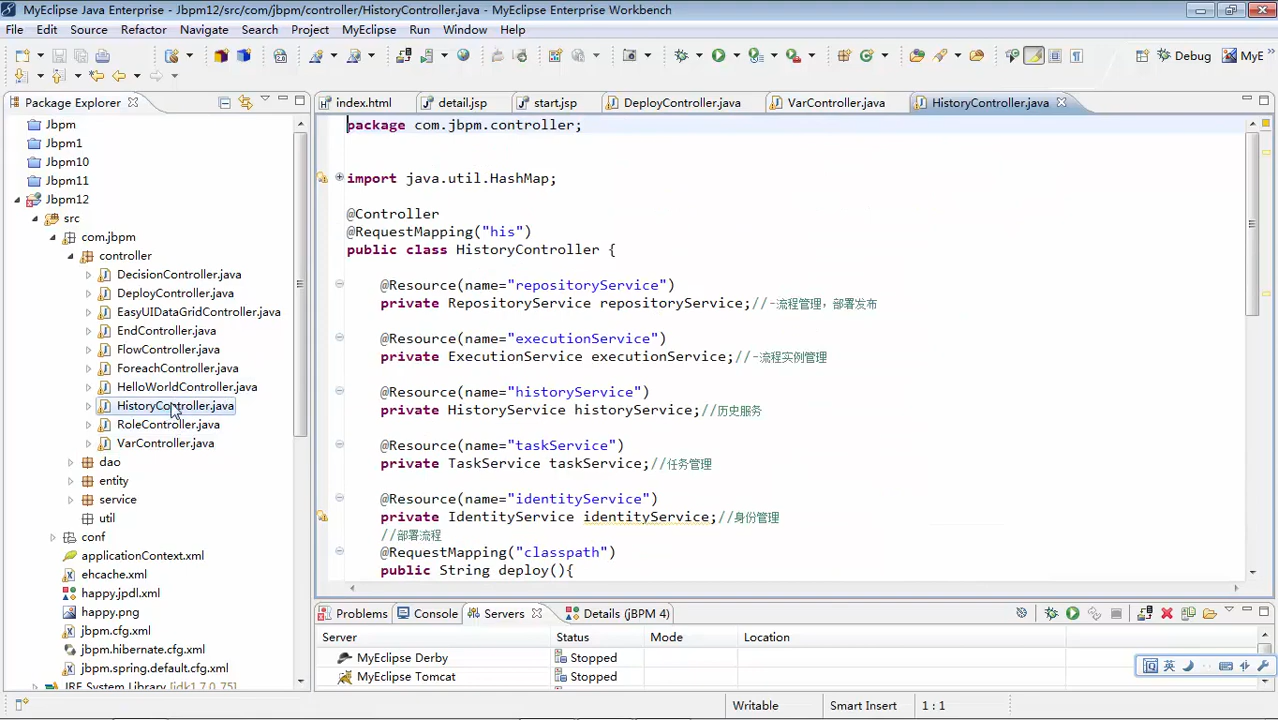 MyEclipse Java Enterprise - Jbpm12/src/com/jbpm/controller/HistoryController.java - MyEclipse Enterprise Workbench
File Edit Source Refactor Navigate Search Project MyEclipse Run Window Help
Debug MyE
Package Explorer
index.html detail.jsp start.jsp DeployController.java VarController.java HistoryController.java
Jbpm
Jbpm1
Jbpm10
Jbpm11
Jbpm12
src
com.jbpm
controller
DecisionController.java
DeployController.java
EasyUIDataGridController.java
EndController.java
FlowController.java
ForeachController.java
HelloWorldController.java
HistoryController.java
RoleController.java
VarController.java
dao
entity
service
util
conf
applicationContext.xml
ehcache.xml
happy.jpdl.xml
happy.png
jbpm.cfg.xml
jbpm.hibernate.cfg.xml
jbpm.spring.default.cfg.xml
JRE System Library [jdk1.7.0_75]
package com.jbpm.controller;
import java.util.HashMap;
@Controller
@RequestMapping("his")
public class HistoryController {
@Resource(name="repositoryService")
private RepositoryService repositoryService;//-流程管理，部署发布
@Resource(name="executionService")
private ExecutionService executionService;//-流程实例管理
@Resource(name="historyService")
private HistoryService historyService;//历史服务
@Resource(name="taskService")
private TaskService taskService;//任务管理
@Resource(name="identityService")
private IdentityService identityService;//身份管理
//部署流程
@RequestMapping("classpath")
public String deploy(){
Problems Console Servers Details (jBPM 4)
Server Status Mode Location
MyEclipse Derby Stopped
MyEclipse Tomcat Stopped
英
Writable Smart Insert 1 : 1